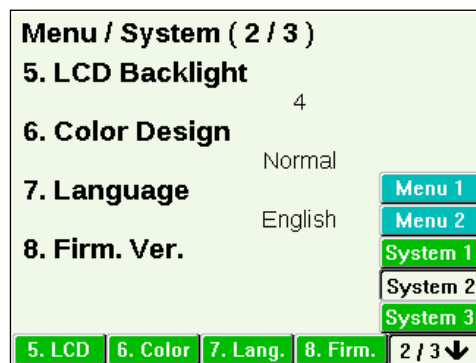 Menu / System ( 2 / 3 )
5. LCD Backlight
4
6. Color Design
Normal
7. Language
English
8. Firm. Ver.
Menu 1
Menu 2
System 1
System 2
System 3
5. LCD 6. Color 7. Lang. 8. Firm. 2 / 3 ↓